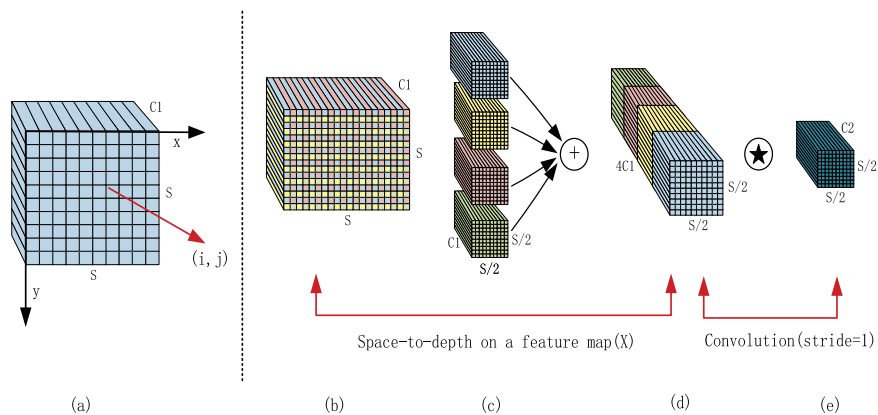 C1
x
S
S
(i,j)
y
(a)
C1
S
S
(b)
C1
S/2
S/2
(c)
+
4C1
S/2
S/2
(d)
C2
S/2
S/2
(e)
Space-to-depth on a feature map(X)
Convolution(stride=1)